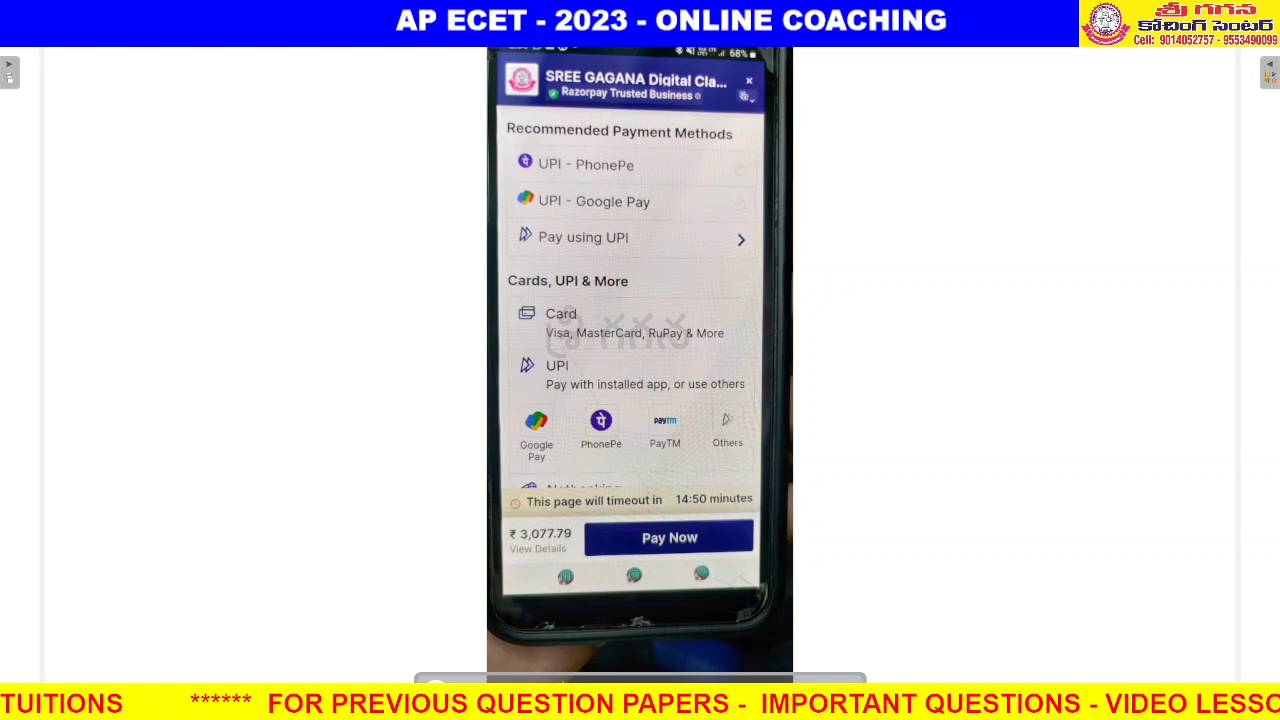 AP ECET - 2023 - ONLINE COACHING
శ్రీ గగన
కోచింగ్ సెంటర్
Cell: 9014052757 - 9553490099
68%
SREE GAGANA Digital Cla...
Razorpay Trusted Business
Recommended Payment Methods
UPI - PhonePe
UPI - Google Pay
Pay using UPI
Cards, UPI & More
Card
Visa, MasterCard, RuPay & More
శ్రీ గగన
UPI
Pay with installed app, or use others
Google Pay
PhonePe
PayTM
Others
Netbanking
This page will timeout in 14:50 minutes
₹ 3,077.79
View Details
Pay Now
TUITIONS ****** FOR PREVIOUS QUESTION PAPERS - IMPORTANT QUESTIONS - VIDEO LESSO